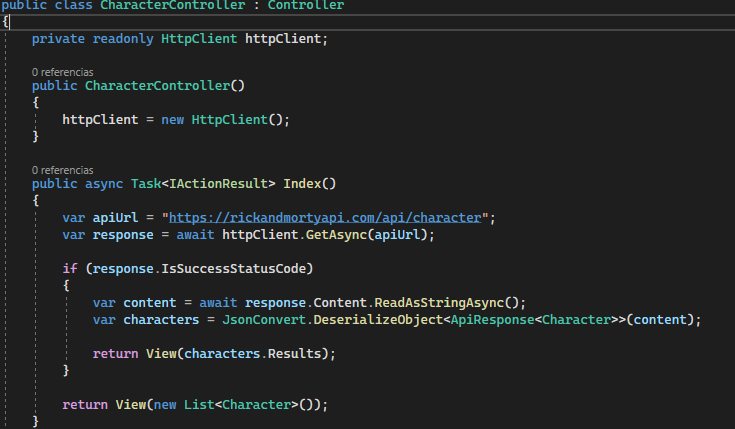 public class CharacterController : Controller
{
private readonly HttpClient httpClient;
0 referencias
public CharacterController()
{
httpClient = new HttpClient();
}
0 referencias
public async Task<IActionResult> Index()
{
var apiUrl = "https://rickandmortyapi.com/api/character";
var response = await httpClient.GetAsync(apiUrl);
if (response.IsSuccessStatusCode)
{
var content = await response.Content.ReadAsStringAsync();
var characters = JsonConvert.DeserializeObject<ApiResponse<Character>>(content);
return View(characters.Results);
}
return View(new List<Character>());
}